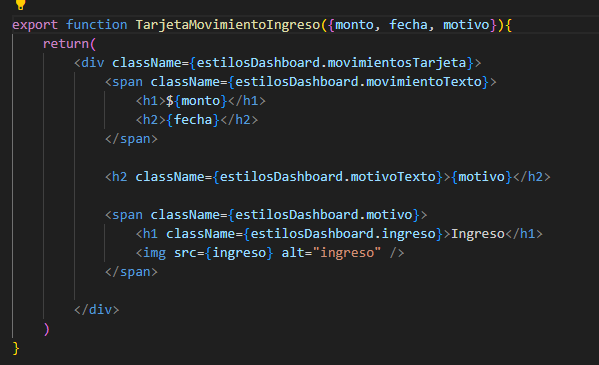 export function TarjetaMovimientoIngreso({monto, fecha, motivo}){
    return(
        <div className={estilosDashboard.movimientosTarjeta}>
            <span className={estilosDashboard.movimientoTexto}>
                <h1>${monto}</h1>
                <h2>{fecha}</h2>
            </span>

            <h2 className={estilosDashboard.motivoTexto}>{motivo}</h2>

            <span className={estilosDashboard.motivo}>
                <h1 className={estilosDashboard.ingreso}>Ingreso</h1>
                <img src={ingreso} alt="ingreso" />
            </span>

        </div>
    )
}